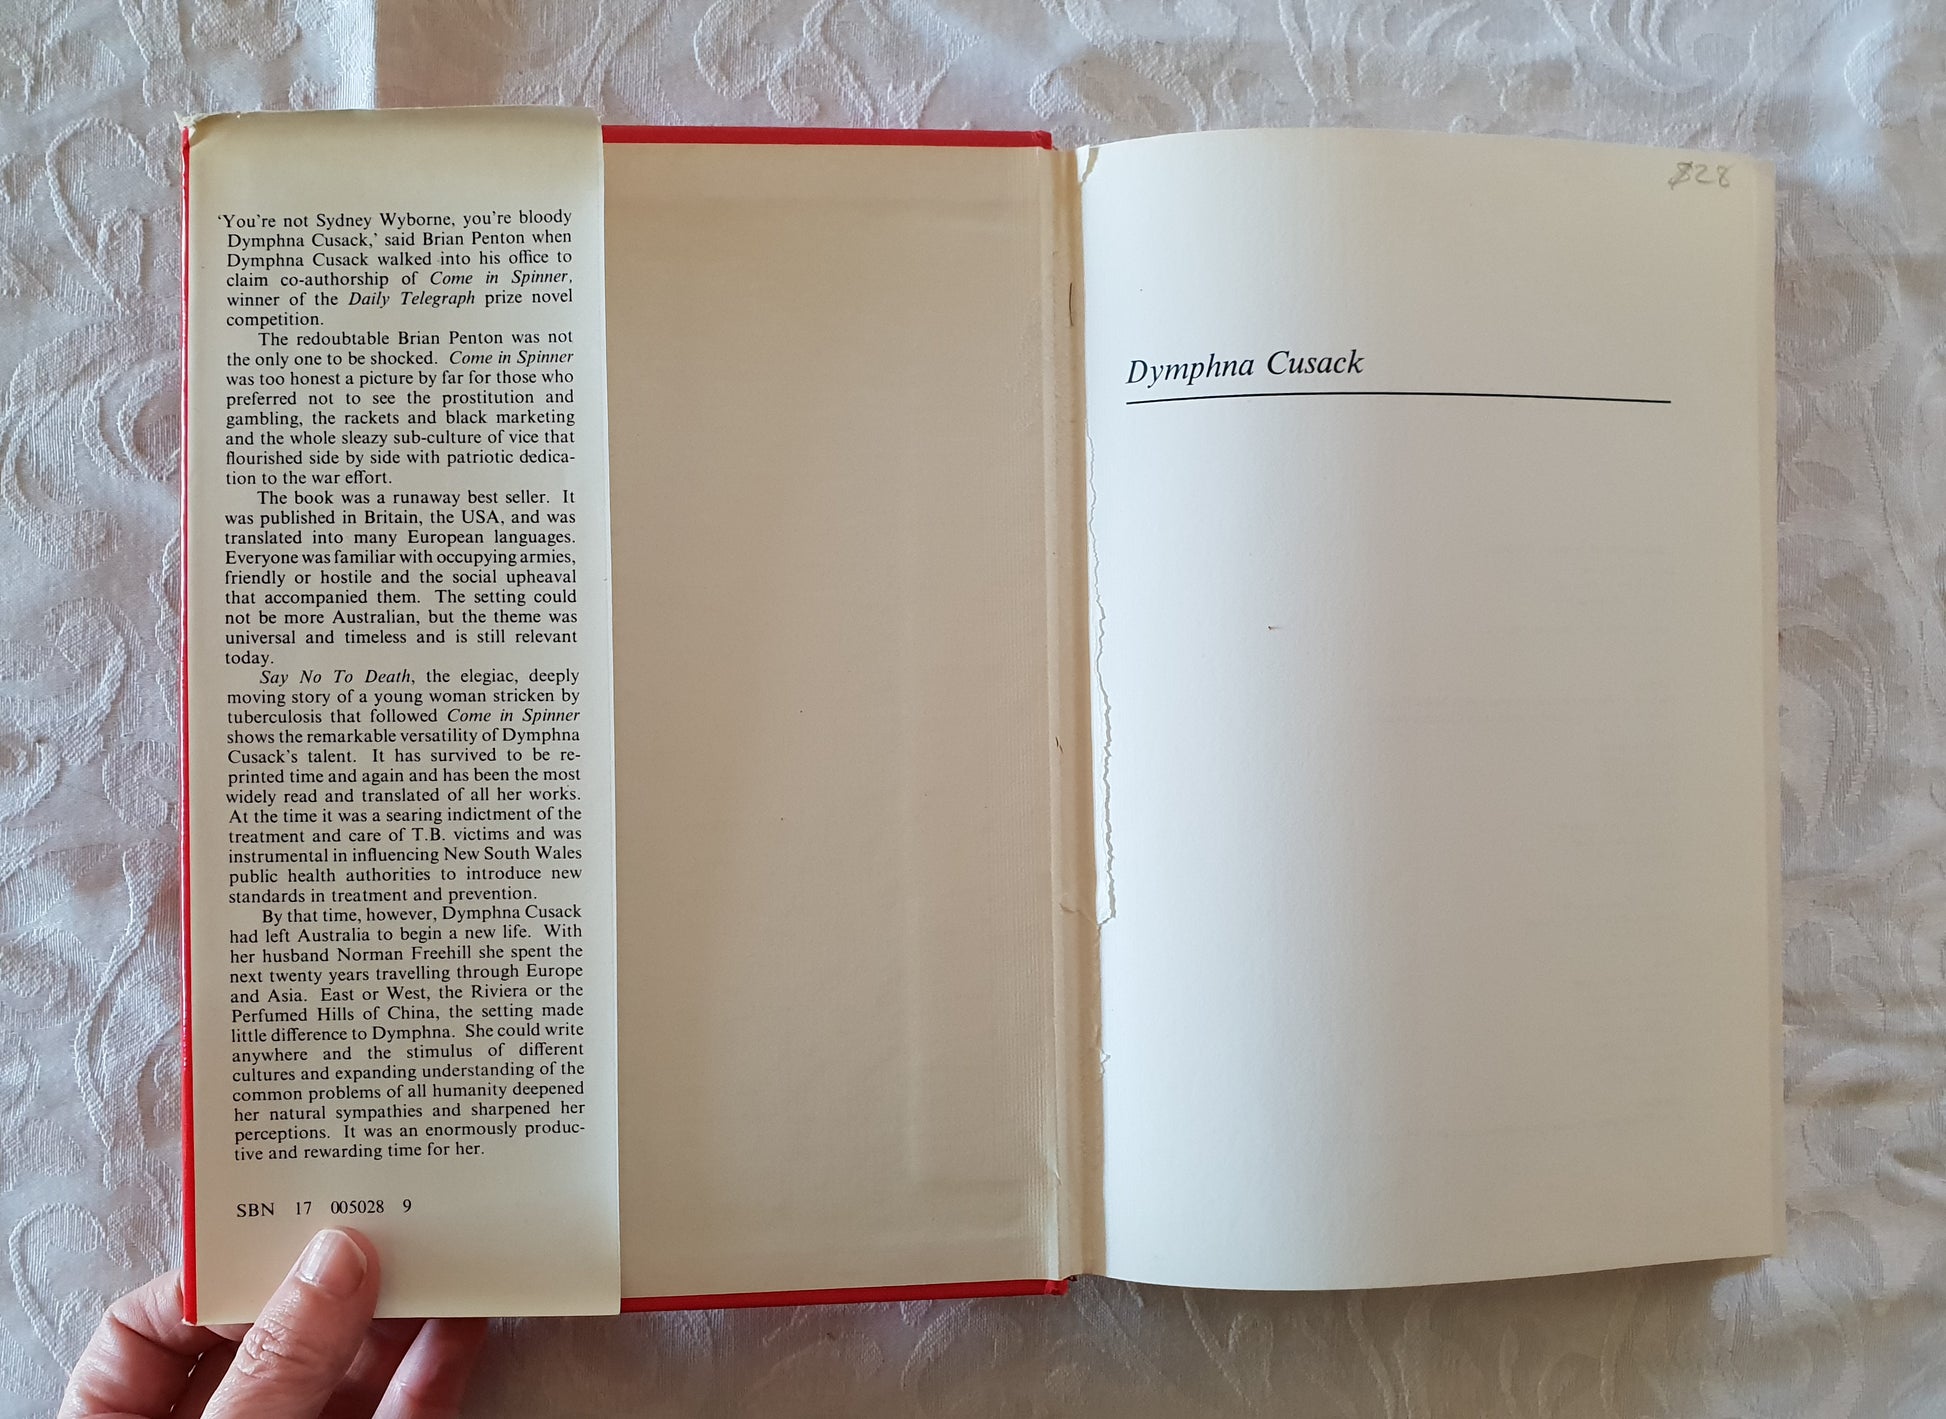 ‘You’re not Sydney Wyborne, you’re bloody
Dymphna Cusack,’ said Brian Penton when
Dymphna Cusack walked into his office to
claim co-authorship of Come in Spinner,
winner of the Daily Telegraph prize novel
competition.
The redoubtable Brian Penton was not
the only one to be shocked. Come in Spinner
was too honest a picture by far for those who
preferred not to see the prostitution and
gambling, the rackets and black marketing
and the whole sleazy sub-culture of vice that
flourished side by side with patriotic dedica-
tion to the war effort.
The book was a runaway best seller. It
was published in Britain, the USA, and was
translated into many European languages.
Everyone was familiar with occupying armies,
friendly or hostile and the social upheaval
that accompanied them. The setting could
not be more Australian, but the theme was
universal and timeless and is still relevant
today.
Say No To Death, the elegiac, deeply
moving story of a young woman stricken by
tuberculosis that followed Come in Spinner
shows the remarkable versatility of Dymphna
Cusack’s talent. It has survived to be re-
printed time and again and has been the most
widely read and translated of all her works.
At the time it was a searing indictment of the
treatment and care of T.B. victims and was
instrumental in influencing New South Wales
public health authorities to introduce new
standards in treatment and prevention.
By that time, however, Dymphna Cusack
had left Australia to begin a new life. With
her husband Norman Freehill she spent the
next twenty years travelling through Europe
and Asia. East or West, the Riviera or the
Perfumed Hills of China, the setting made
little difference to Dymphna. She could write
anywhere and the stimulus of different
cultures and expanding understanding of the
common problems of all humanity deepened
her natural sympathies and sharpened her
perceptions. It was an enormously produc-
tive and rewarding time for her.
SBN 17 005028 9
$28
Dymphna Cusack